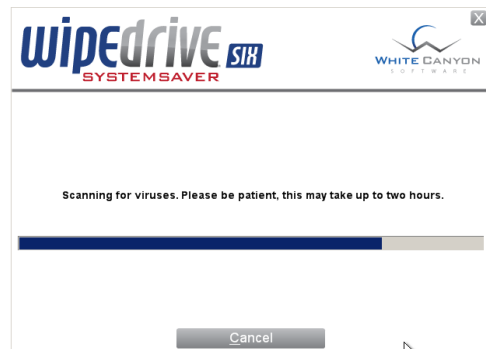 wipedrive SIX
SYSTEMSAVER
WHITE CANYON
SOFTWARE
X
Scanning for viruses. Please be patient, this may take up to two hours.
Cancel